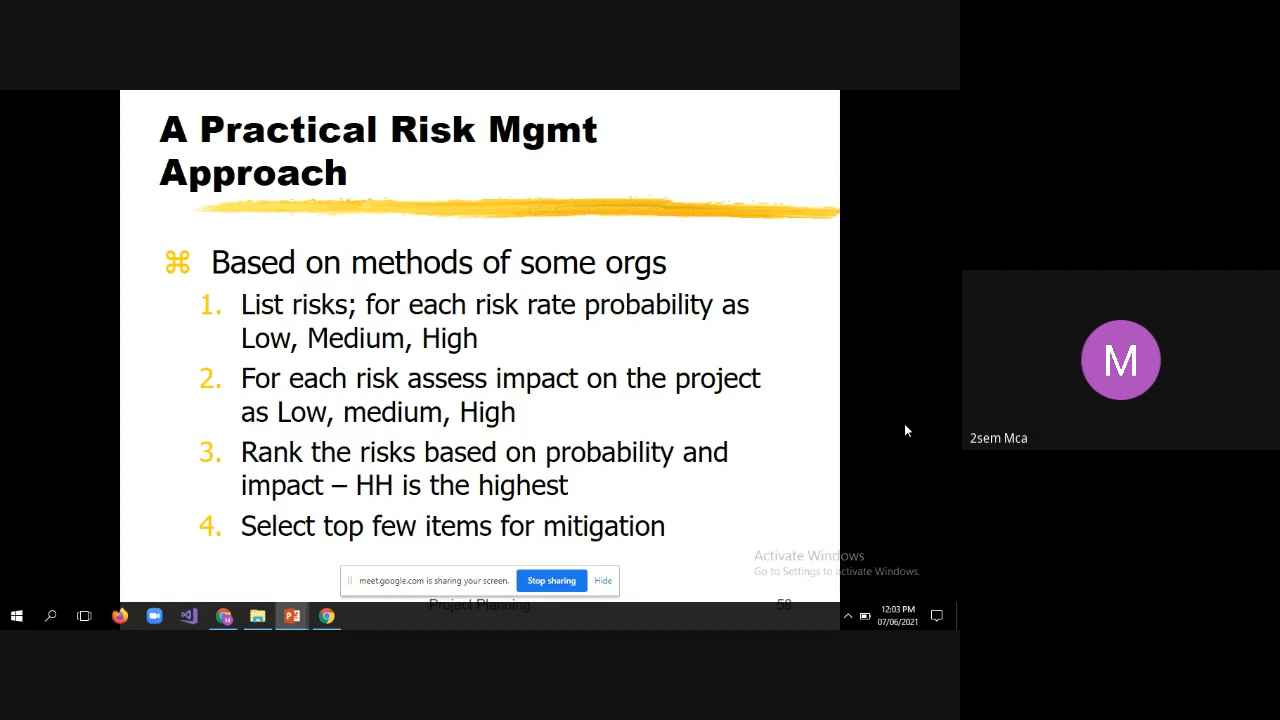 A Practical Risk Mgmt
Approach
⌘ Based on methods of some orgs
1. List risks; for each risk rate probability as
Low, Medium, High
2. For each risk assess impact on the project
as Low, medium, High
3. Rank the risks based on probability and
impact – HH is the highest
4. Select top few items for mitigation
M
2sem Mca
Activate Windows
Go to Settings to activate Windows.
meet.google.com is sharing your screen. Stop sharing Hide
Project Planning 58
12:03 PM
07/06/2021